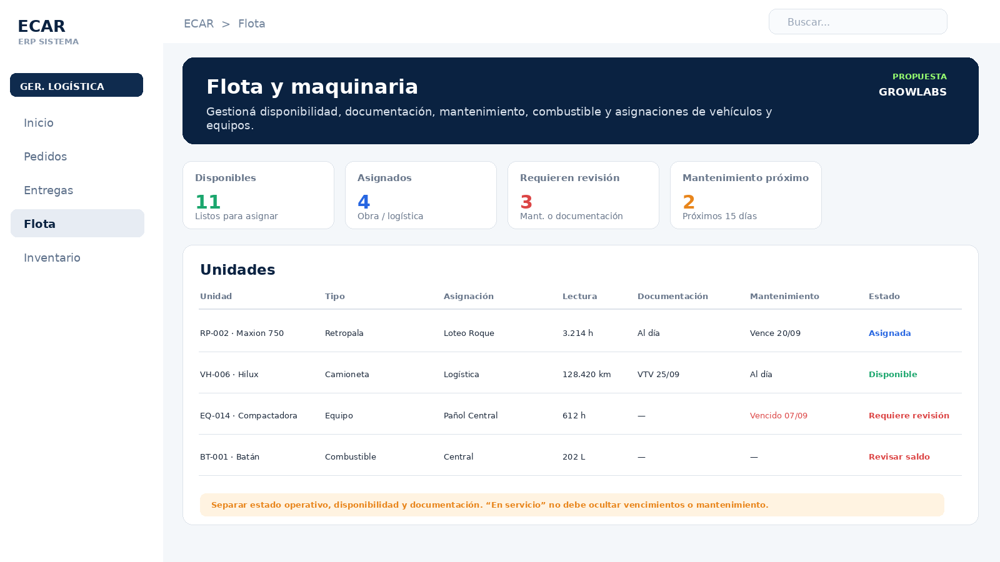 ECAR
ERP SISTEMA
GER. LOGÍSTICA
Inicio
Pedidos
Entregas
Flota
Inventario
ECAR > Flota
Buscar...
Flota y maquinaria
Gestioná disponibilidad, documentación, mantenimiento, combustible y asignaciones de vehículos y
equipos.
PROPUESTA
GROWLABS
Disponibles
11
Listos para asignar
Asignados
4
Obra / logística
Requieren revisión
3
Mant. o documentación
Mantenimiento próximo
2
Próximos 15 días
Unidades
Unidad Tipo Asignación Lectura Documentación Mantenimiento Estado
RP-002 · Maxion 750 Retropala Loteo Roque 3.214 h Al día Vence 20/09 Asignada
VH-006 · Hilux Camioneta Logística 128.420 km VTV 25/09 Al día Disponible
EQ-014 · Compactadora Equipo Pañol Central 612 h — Vencido 07/09 Requiere revisión
BT-001 · Batán Combustible Central 202 L — — Revisar saldo
Separar estado operativo, disponibilidad y documentación. “En servicio” no debe ocultar vencimientos o mantenimiento.